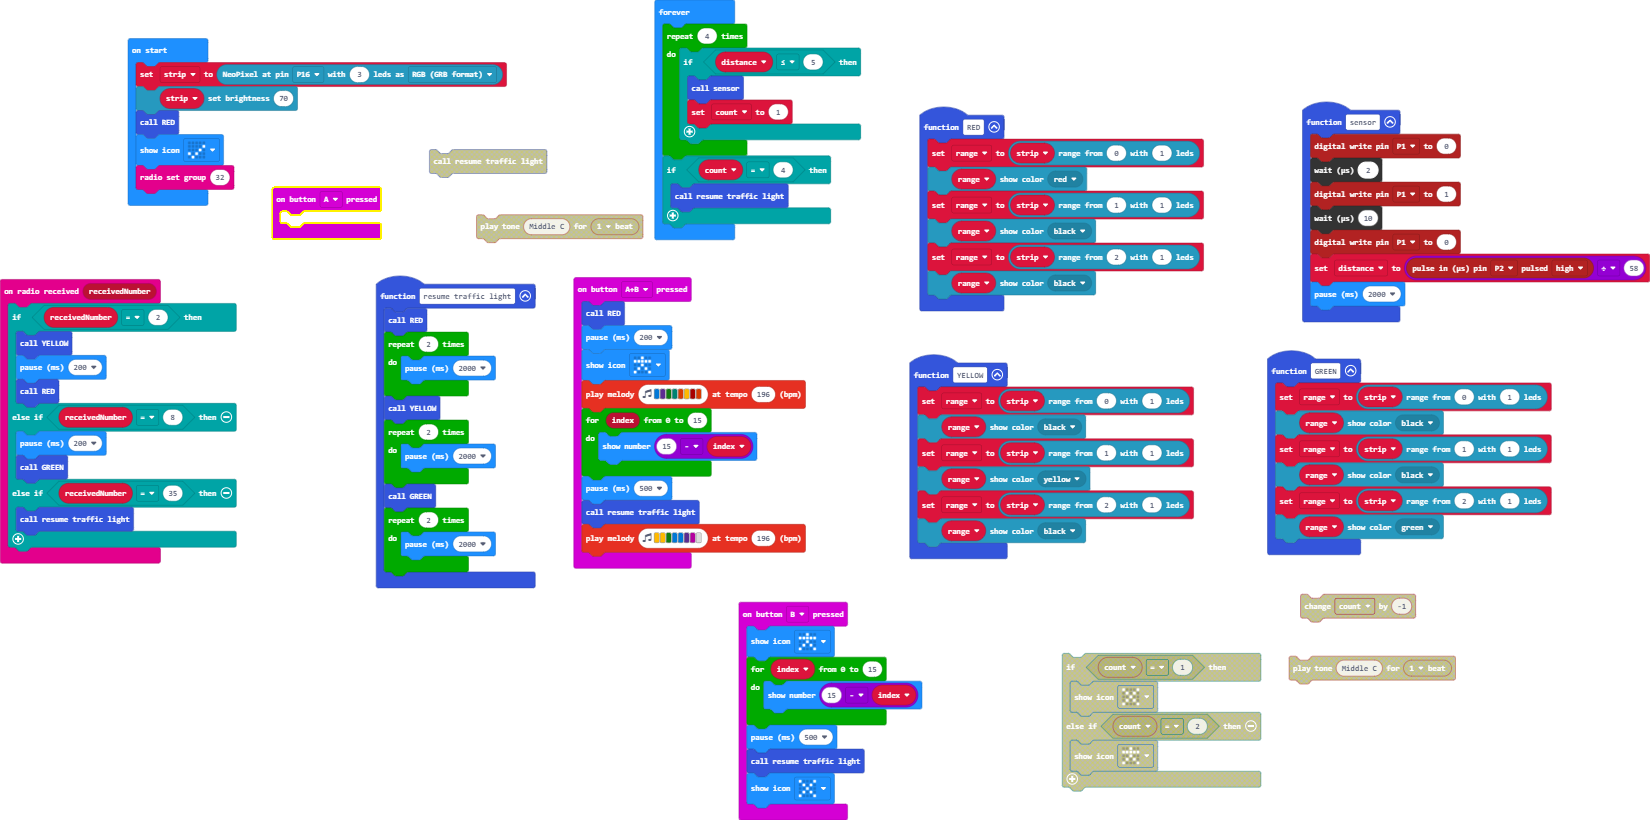 on start
set strip to NeoPixel at pin P16 with 3 leds as RGB (GRB format)
strip set brightness 70
call RED
show icon
radio set group 32
call resume traffic light
on button A pressed
play tone Middle C for 1 beat
forever
repeat 4 times
do
if distance ≤ 5 then
call sensor
set count to 1
if count = 4 then
call resume traffic light
function RED
set range to strip range from 0 with 1 leds
range show color red
set range to strip range from 1 with 1 leds
range show color black
set range to strip range from 2 with 1 leds
range show color black
function sensor
digital write pin P1 to 0
wait (µs) 2
digital write pin P1 to 1
wait (µs) 10
digital write pin P1 to 0
set distance to pulse in (µs) pin P2 pulsed high ÷ 58
pause (ms) 2000
on radio received receivedNumber
if receivedNumber = 2 then
call YELLOW
pause (ms) 200
call RED
else if receivedNumber = 8 then
pause (ms) 200
call GREEN
else if receivedNumber = 35 then
call resume traffic light
function resume traffic light
call RED
repeat 2 times
do pause (ms) 2000
call YELLOW
repeat 2 times
do pause (ms) 2000
call GREEN
repeat 2 times
do pause (ms) 2000
on button A+B pressed
call RED
pause (ms) 200
show icon
play melody at tempo 196 (bpm)
for index from 0 to 15
do show number 15 - index
pause (ms) 500
call resume traffic light
play melody at tempo 196 (bpm)
function YELLOW
set range to strip range from 0 with 1 leds
range show color black
set range to strip range from 1 with 1 leds
range show color yellow
set range to strip range from 2 with 1 leds
range show color black
function GREEN
set range to strip range from 0 with 1 leds
range show color black
set range to strip range from 1 with 1 leds
range show color black
set range to strip range from 2 with 1 leds
range show color green
on button B pressed
show icon
for index from 0 to 15
do show number 15 - index
pause (ms) 500
call resume traffic light
show icon
change count by -1
if count = 1 then
show icon
else if count = 2 then
show icon
play tone Middle C for 1 beat